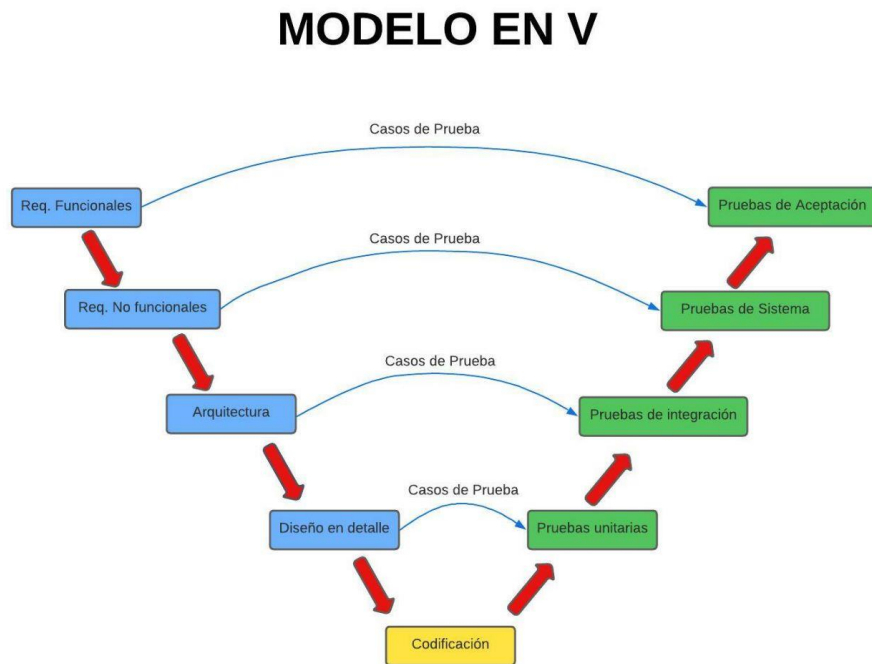 MODELO EN V
Casos de Prueba
Req. Funcionales
Pruebas de Aceptación
Casos de Prueba
Req. No funcionales
Pruebas de Sistema
Casos de Prueba
Arquitectura
Pruebas de integración
Casos de Prueba
Diseño en detalle
Pruebas unitarias
Codificación